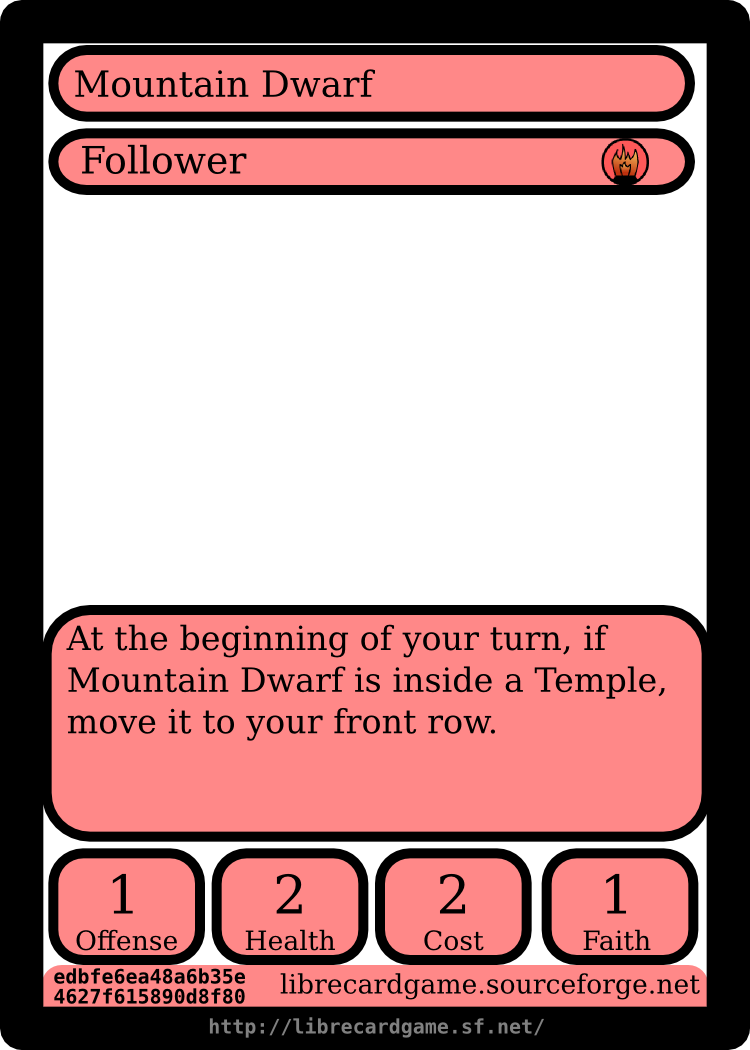 Mountain Dwarf
Follower
At the beginning of your turn, if
Mountain Dwarf is inside a Temple,
move it to your front row.
1 2 2 1
Offense Health Cost Faith
edbfe6ea48a6b35e
4627f615890d8f80
librecardgame.sourceforge.net
http://librecardgame.sf.net/